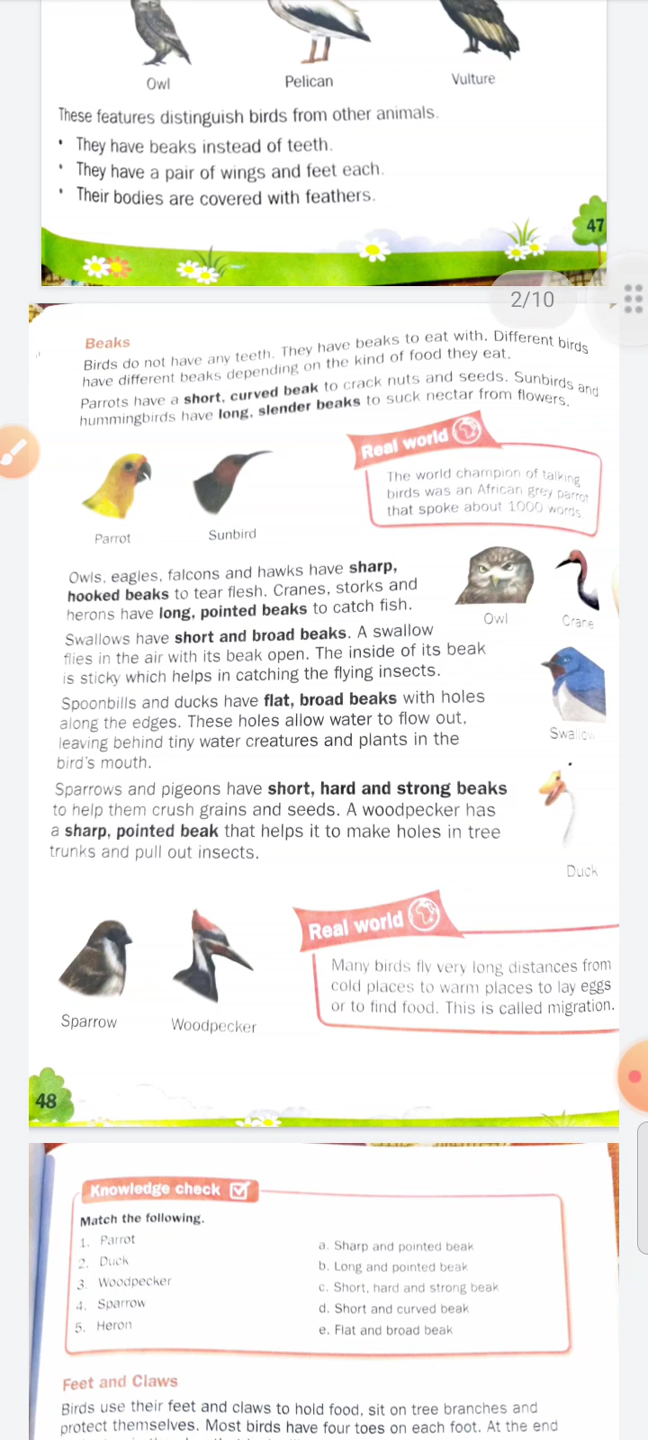 Owl
Pelican
Vulture
These features distinguish birds from other animals.
• They have beaks instead of teeth.
• They have a pair of wings and feet each.
• Their bodies are covered with feathers.
47
2/10
Beaks
Birds do not have any teeth. They have beaks to eat with. Different birds
have different beaks depending on the kind of food they eat.
Parrots have a short, curved beak to crack nuts and seeds. Sunbirds and
hummingbirds have long, slender beaks to suck nectar from flowers.
Real world
The world champion of talking
birds was an African grey parrot
that spoke about 1000 words.
Parrot
Sunbird
Owls, eagles, falcons and hawks have sharp,
hooked beaks to tear flesh. Cranes, storks and
herons have long, pointed beaks to catch fish.
Owl
Crane
Swallows have short and broad beaks. A swallow
flies in the air with its beak open. The inside of its beak
is sticky which helps in catching the flying insects.
Swallow
Spoonbills and ducks have flat, broad beaks with holes
along the edges. These holes allow water to flow out,
leaving behind tiny water creatures and plants in the
bird's mouth.
Sparrows and pigeons have short, hard and strong beaks
to help them crush grains and seeds. A woodpecker has
a sharp, pointed beak that helps it to make holes in tree
trunks and pull out insects.
Duck
Real world
Many birds fly very long distances from
cold places to warm places to lay eggs
or to find food. This is called migration.
Sparrow
Woodpecker
48
Knowledge check
Match the following.
1. Parrot
2. Duck
3. Woodpecker
4. Sparrow
5. Heron
a. Sharp and pointed beak
b. Long and pointed beak
c. Short, hard and strong beak
d. Short and curved beak
e. Flat and broad beak
Feet and Claws
Birds use their feet and claws to hold food, sit on tree branches and
protect themselves. Most birds have four toes on each foot. At the end